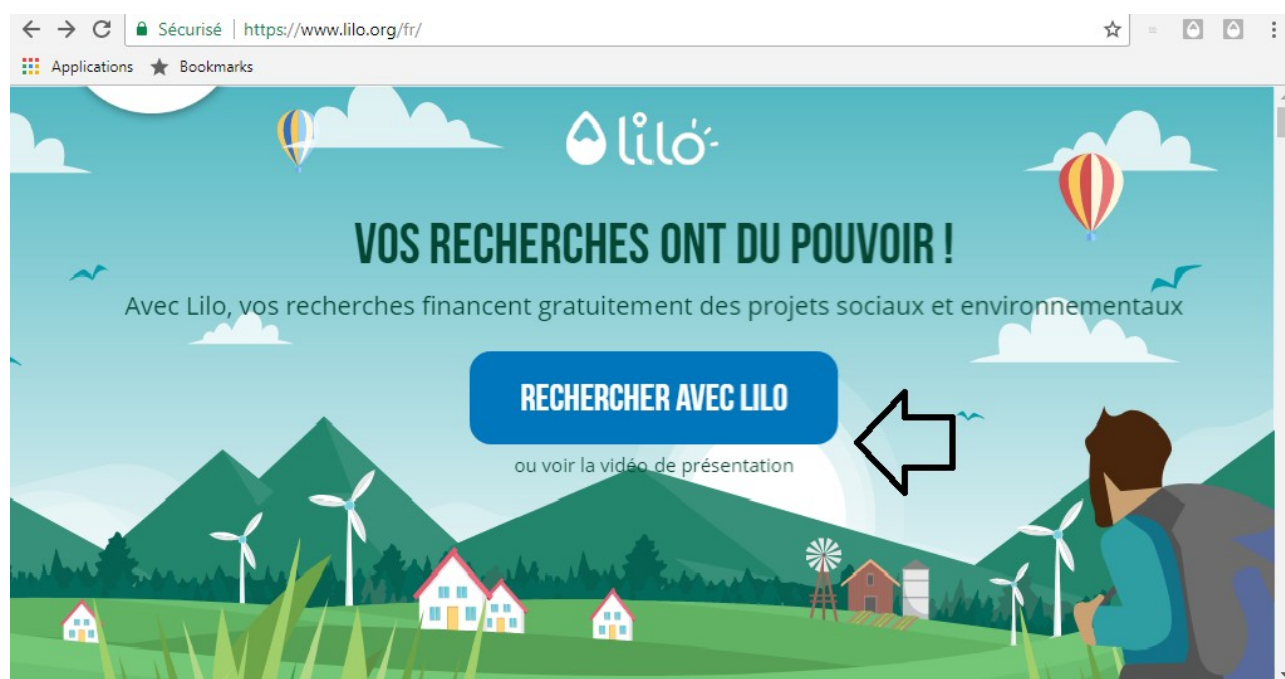 Sécurisé | https://www.lilo.org/fr/
Applications Bookmarks
lilo
VOS RECHERCHES ONT DU POUVOIR !
Avec Lilo, vos recherches financent gratuitement des projets sociaux et environnementaux
RECHERCHER AVEC LILO
ou voir la vidéo de présentation